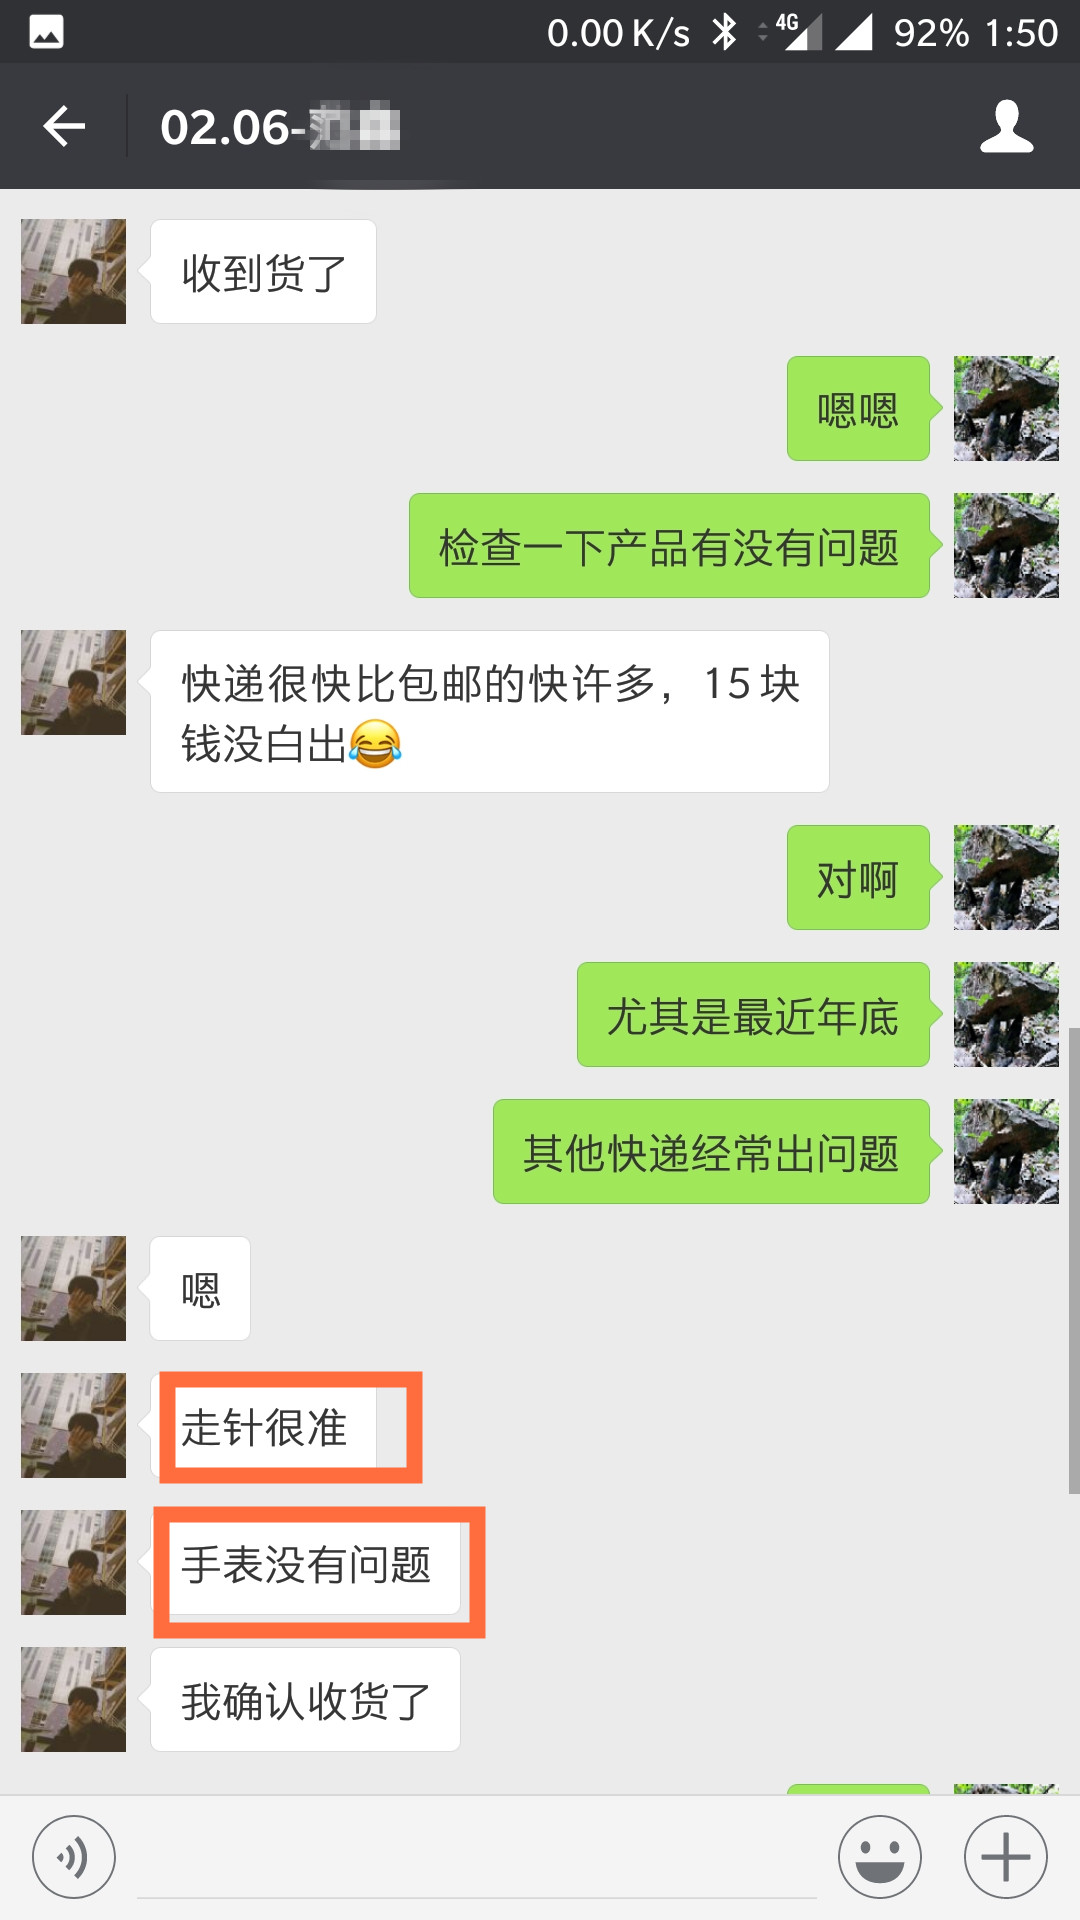 0.00 K/s 4G 92% 1:50
02.06-
收到货了
嗯嗯
检查一下产品有没有问题
快递很快比包邮的快许多，15块
钱没白出😂
对啊
尤其是最近年底
其他快递经常出问题
嗯
走针很准
手表没有问题
我确认收货了